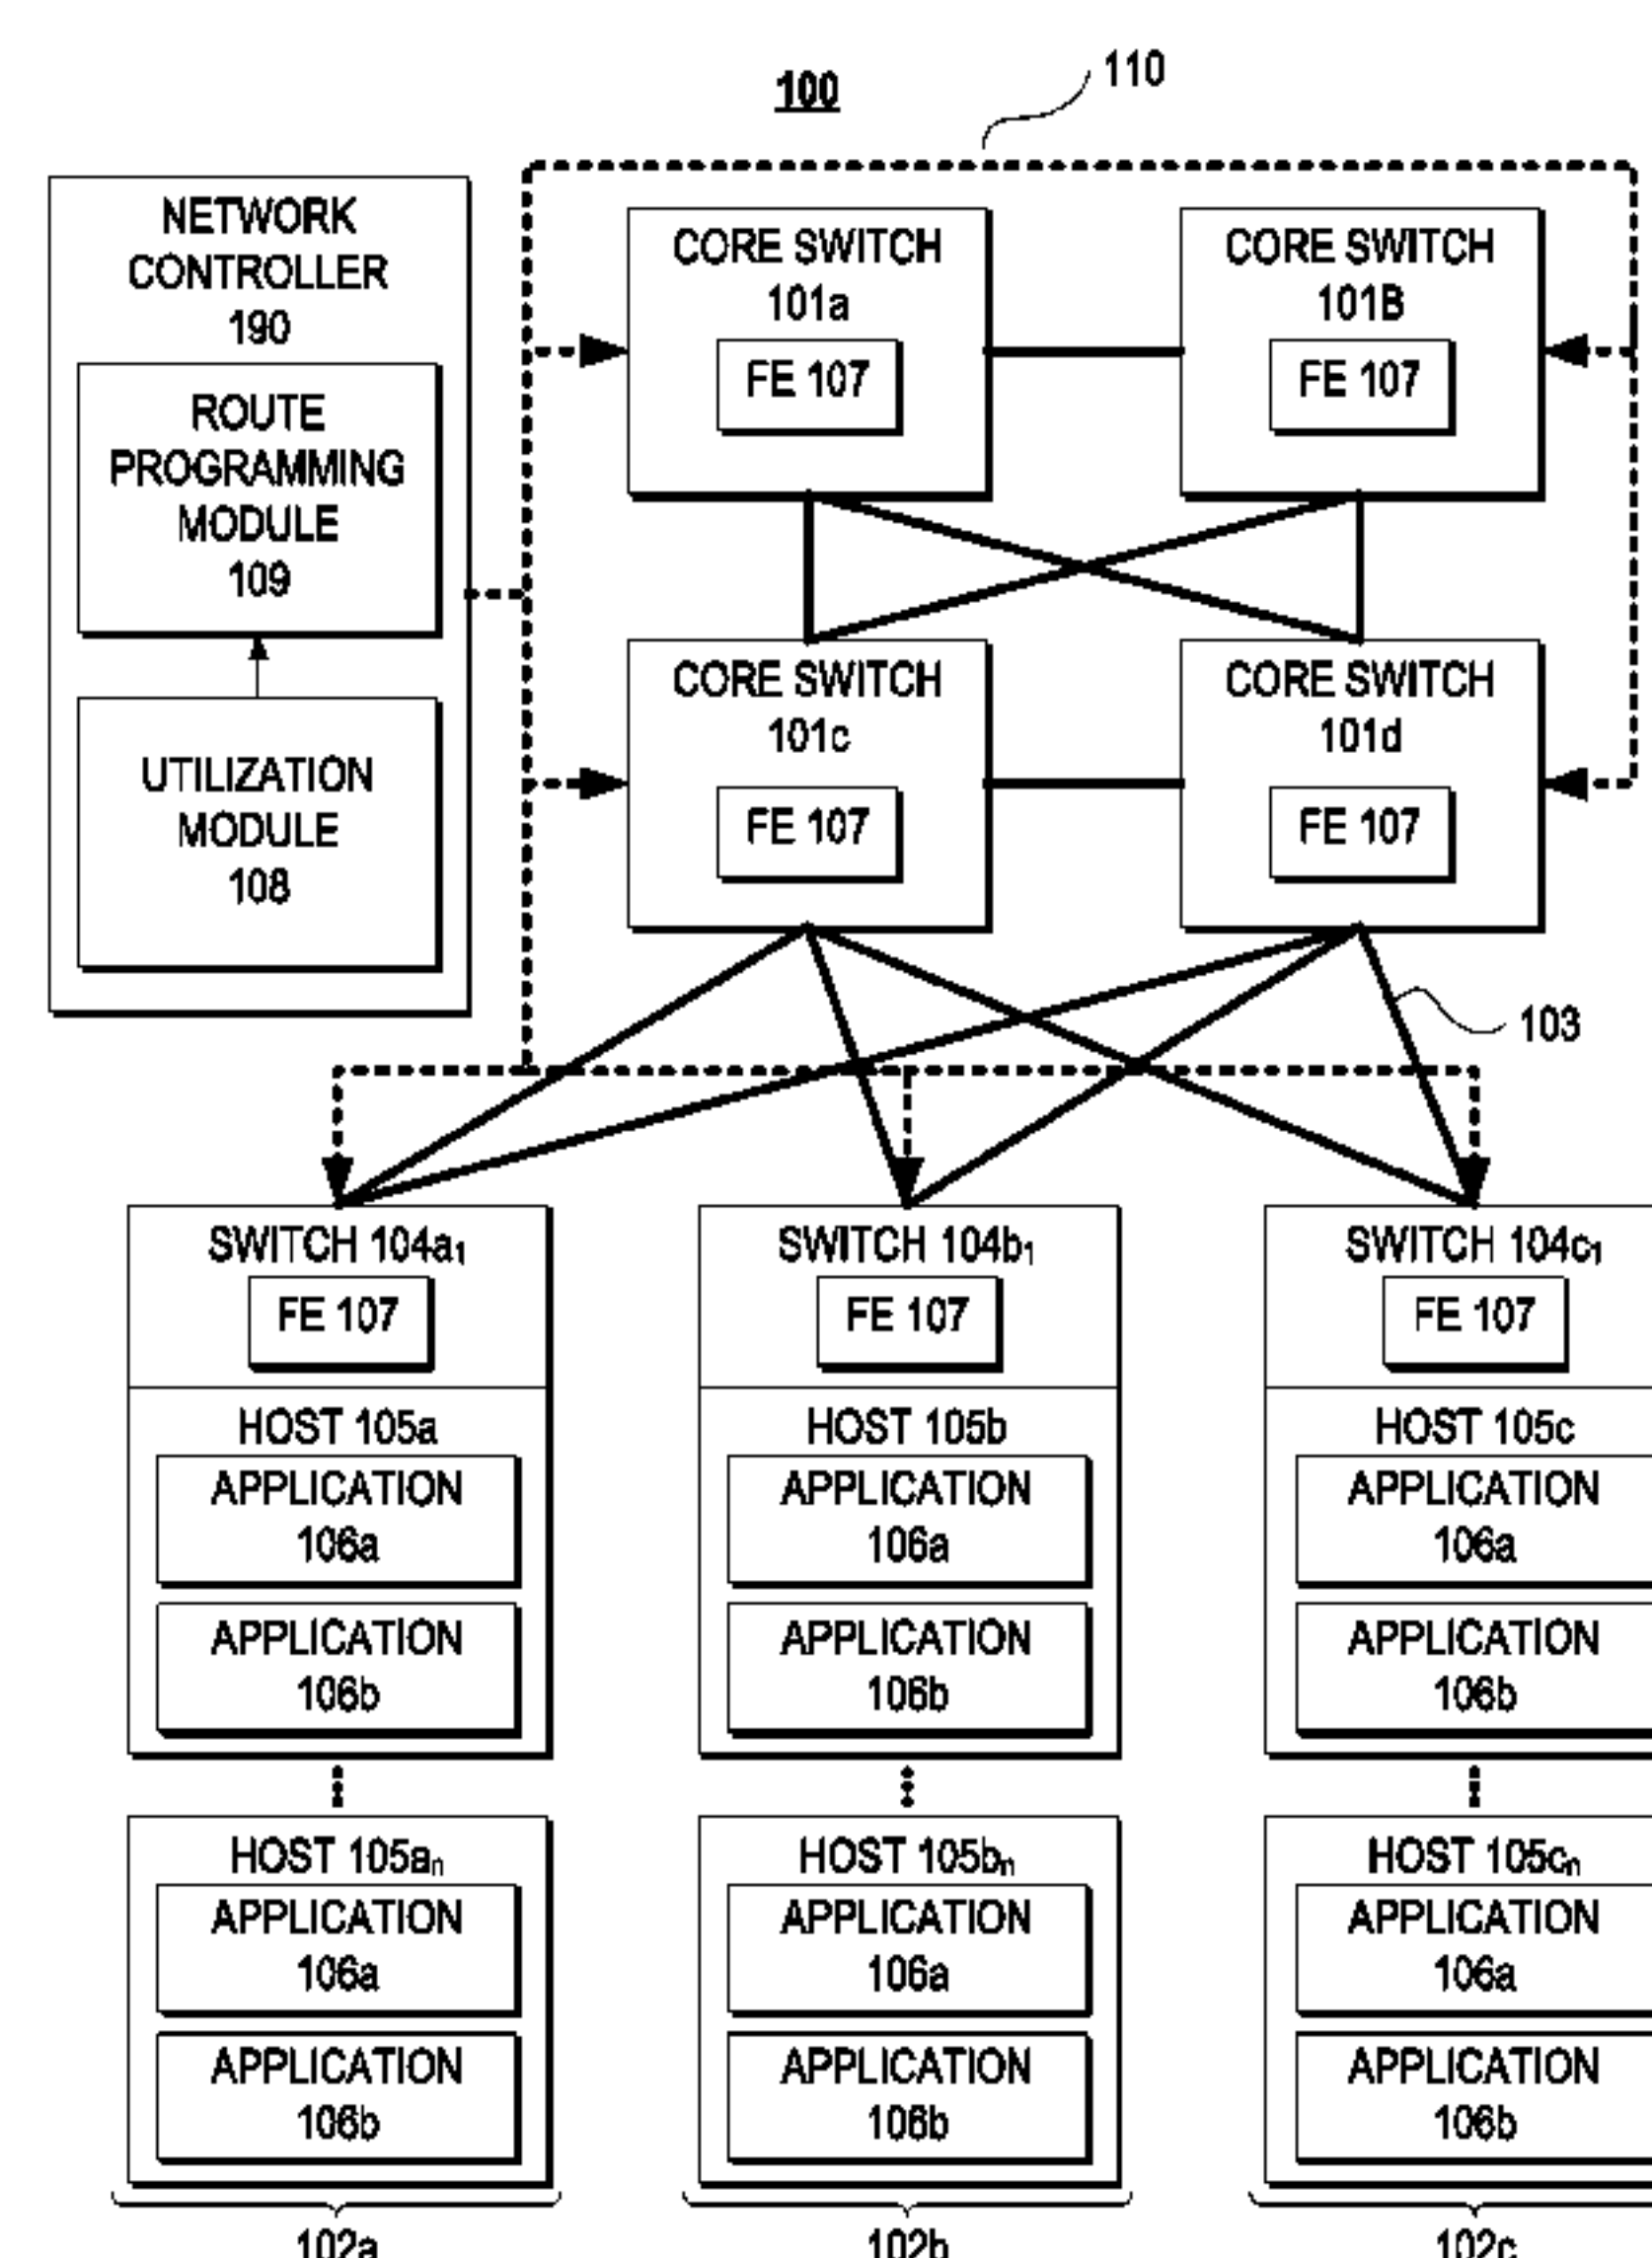 100
110
NETWORK
CONTROLLER
190
ROUTE
PROGRAMMING
MODULE
109
UTILIZATION
MODULE
108
CORE SWITCH
101a
FE 107
CORE SWITCH
101B
FE 107
CORE SWITCH
101c
FE 107
CORE SWITCH
101d
FE 107
103
SWITCH 104a₁
FE 107
HOST 105a
APPLICATION
106a
APPLICATION
106b
SWITCH 104b₁
FE 107
HOST 105b
APPLICATION
106a
APPLICATION
106b
SWITCH 104c₁
FE 107
HOST 105c
APPLICATION
106a
APPLICATION
106b
HOST 105aₙ
APPLICATION
106a
APPLICATION
106b
HOST 105bₙ
APPLICATION
106a
APPLICATION
106b
HOST 105cₙ
APPLICATION
106a
APPLICATION
106b
102a
102b
102c